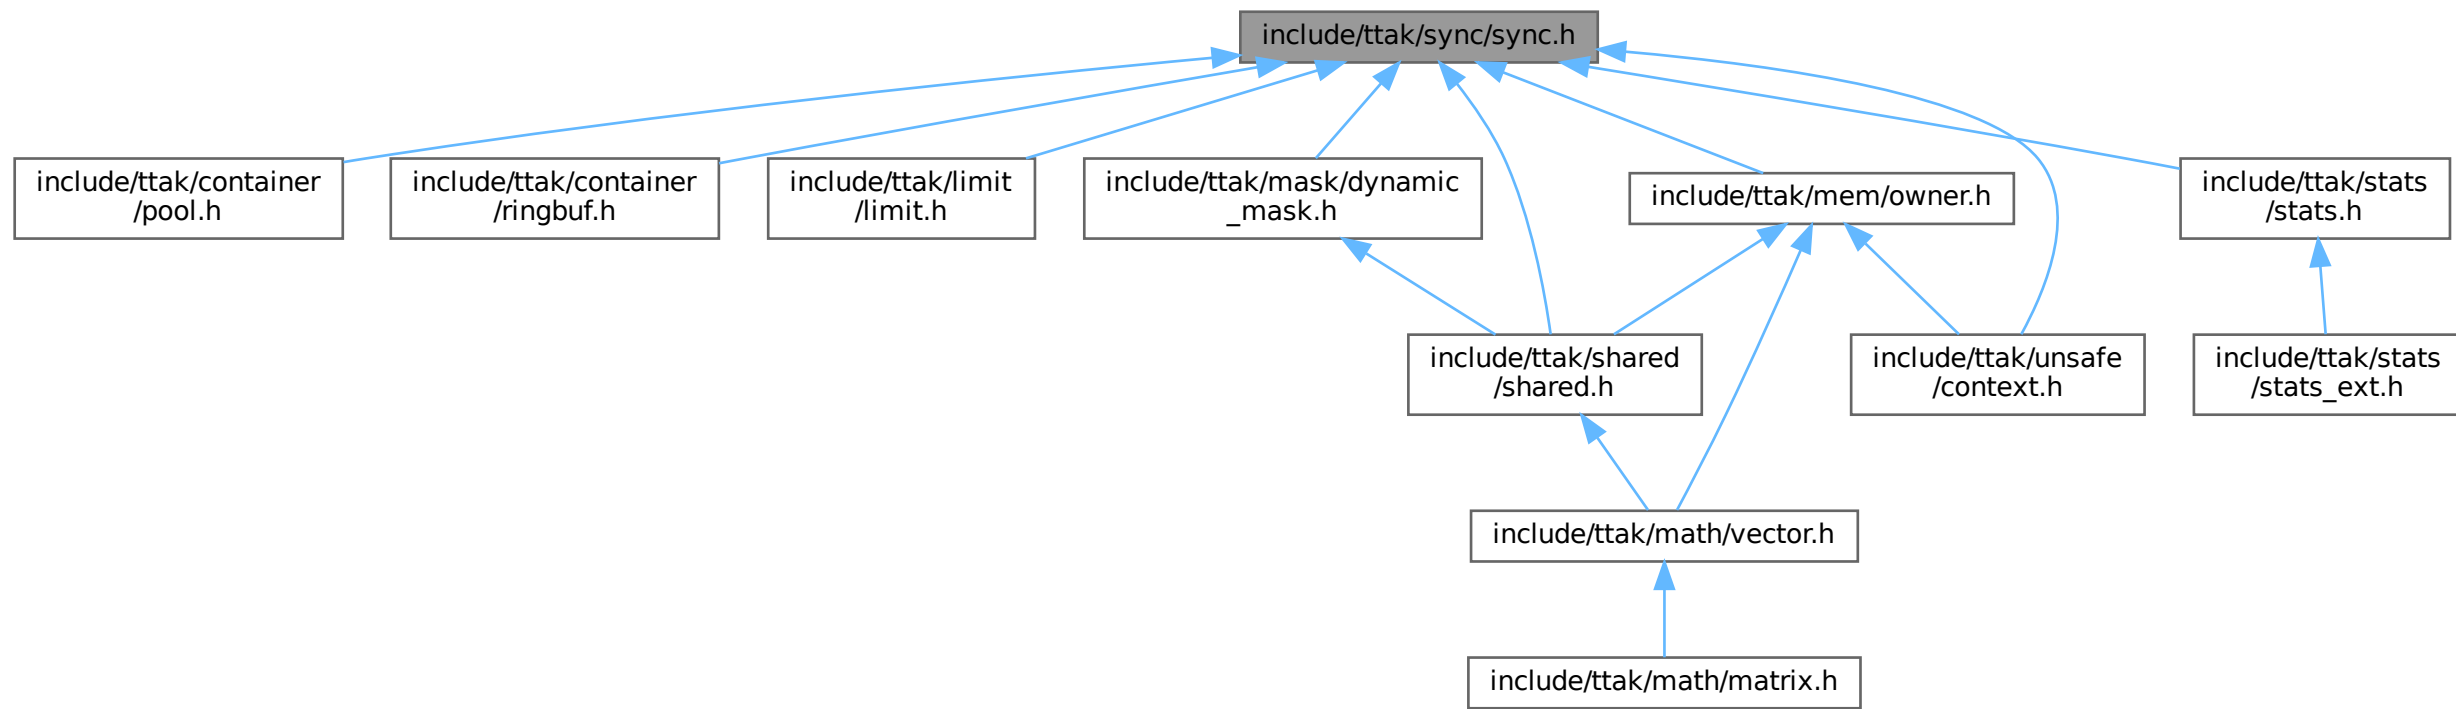 include/ttak/sync/sync.h
include/ttak/container
/pool.h
include/ttak/container
/ringbuf.h
include/ttak/limit
/limit.h
include/ttak/mask/dynamic
_mask.h
include/ttak/mem/owner.h
include/ttak/stats
/stats.h
include/ttak/shared
/shared.h
include/ttak/unsafe
/context.h
include/ttak/stats
/stats_ext.h
include/ttak/math/vector.h
include/ttak/math/matrix.h